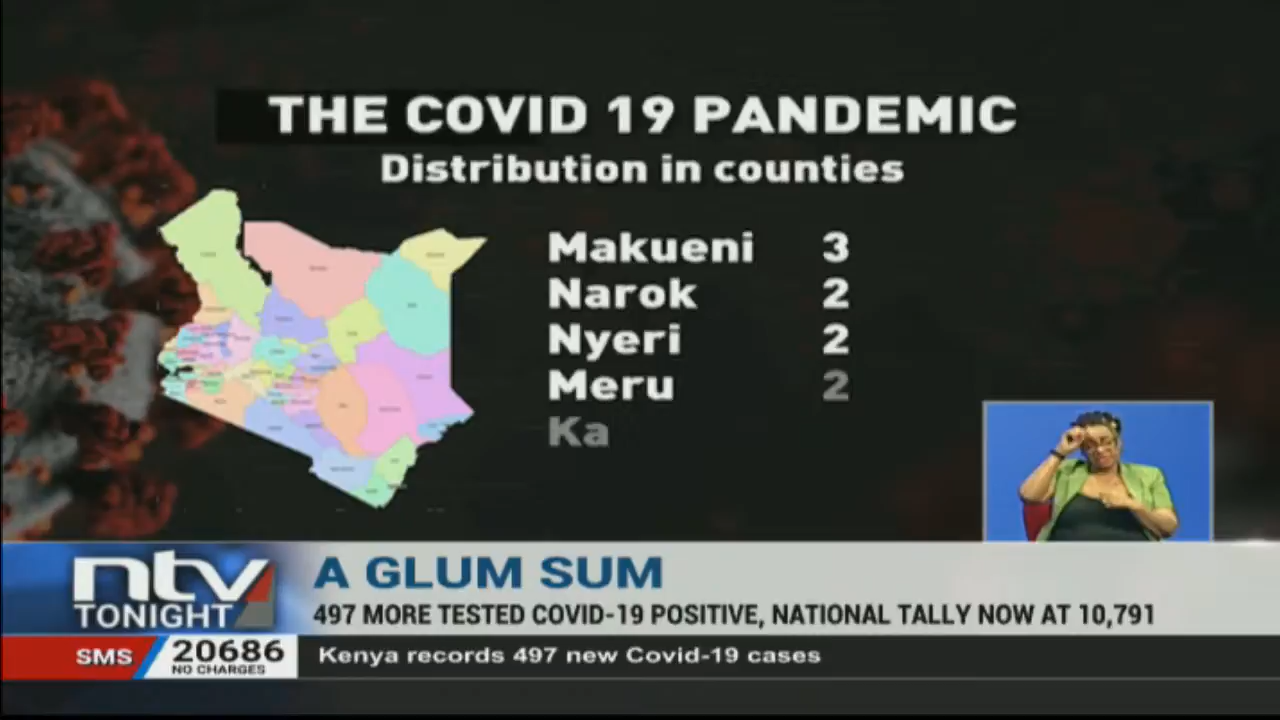 THE COVID 19 PANDEMIC
Distribution in counties
Makueni 3
Narok 2
Nyeri 2
Meru 2
Ka
ntv
TONIGHT
A GLUM SUM
497 MORE TESTED COVID-19 POSITIVE, NATIONAL TALLY NOW AT 10,791
SMS 20686
NO CHARGES
Kenya records 497 new Covid-19 cases